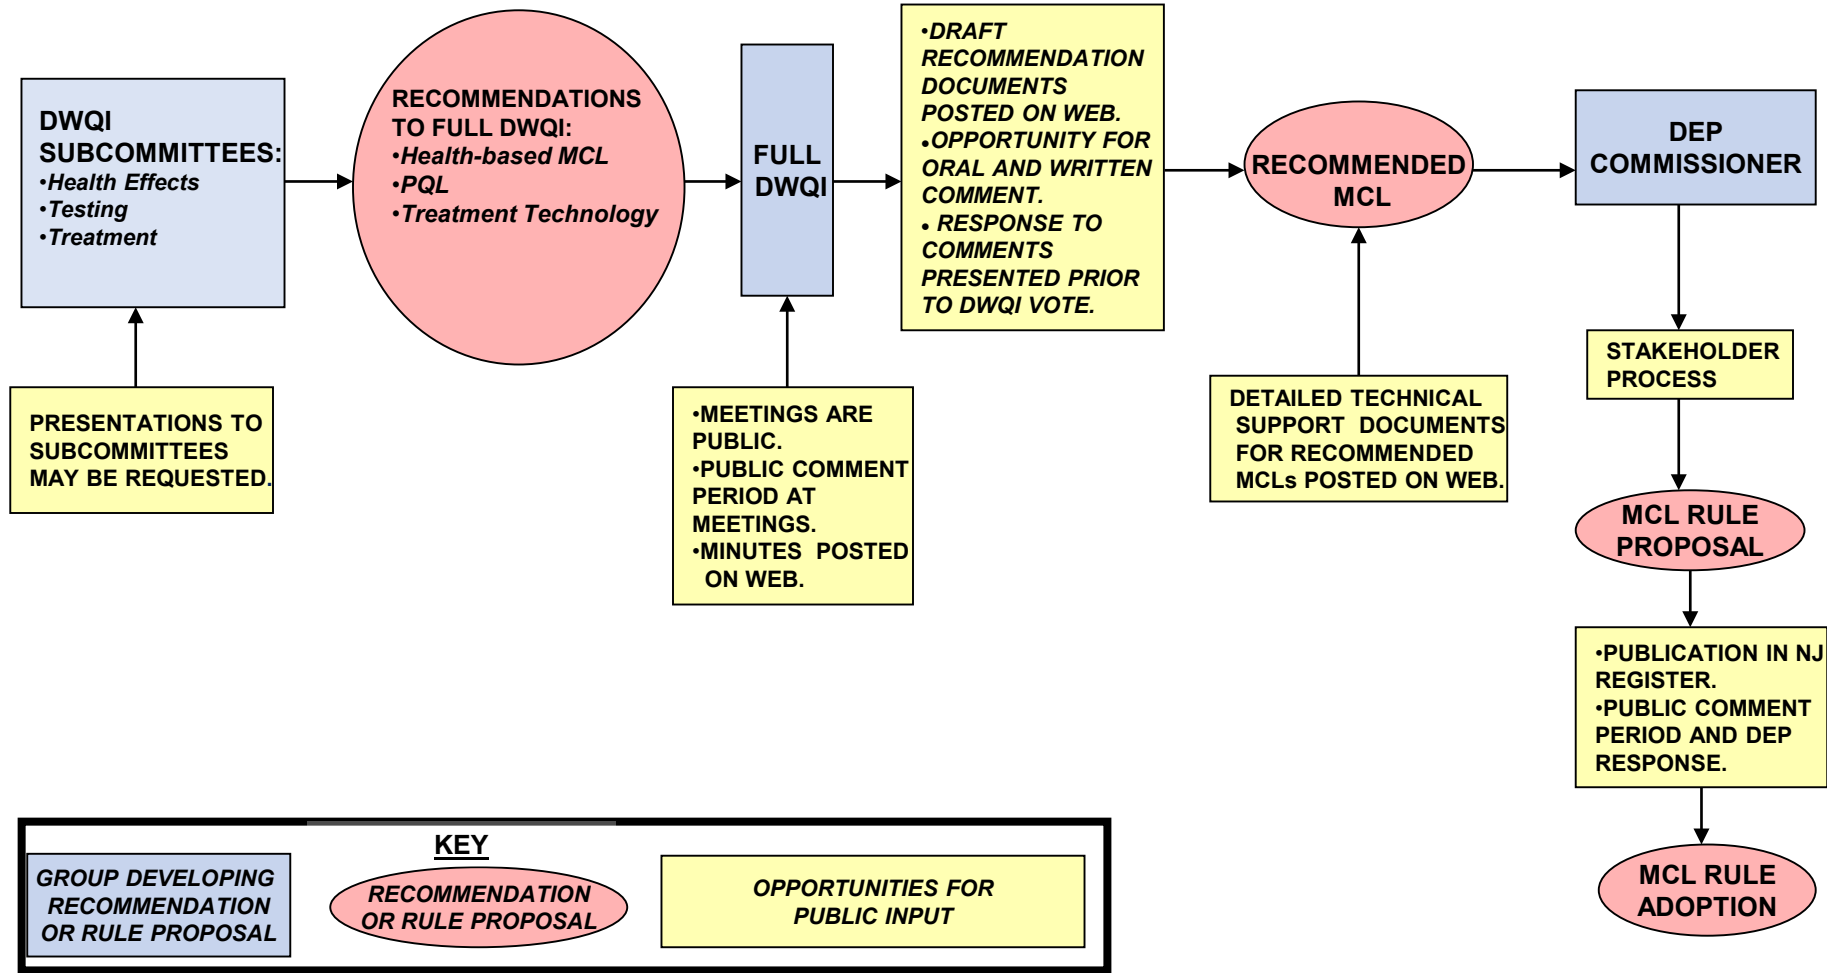 DWQI
SUBCOMMITTEES:
•Health Effects
•Testing
•Treatment
RECOMMENDATIONS
TO FULL DWQI:
•Health-based MCL
•PQL
•Treatment Technology
FULL
DWQI
•DRAFT
RECOMMENDATION
DOCUMENTS
POSTED ON WEB.
•OPPORTUNITY FOR
ORAL AND WRITTEN
COMMENT.
• RESPONSE TO
COMMENTS
PRESENTED PRIOR
TO DWQI VOTE.
RECOMMENDED
MCL
DEP
COMMISSIONER
PRESENTATIONS TO
SUBCOMMITTEES
MAY BE REQUESTED.
•MEETINGS ARE
PUBLIC.
•PUBLIC COMMENT
PERIOD AT
MEETINGS.
•MINUTES POSTED
ON WEB.
DETAILED TECHNICAL
SUPPORT DOCUMENTS
FOR RECOMMENDED
MCLs POSTED ON WEB.
STAKEHOLDER
PROCESS
MCL RULE
PROPOSAL
•PUBLICATION IN NJ
REGISTER.
•PUBLIC COMMENT
PERIOD AND DEP
RESPONSE.
MCL RULE
ADOPTION
KEY
GROUP DEVELOPING
RECOMMENDATION
OR RULE PROPOSAL
RECOMMENDATION
OR RULE PROPOSAL
OPPORTUNITIES FOR
PUBLIC INPUT